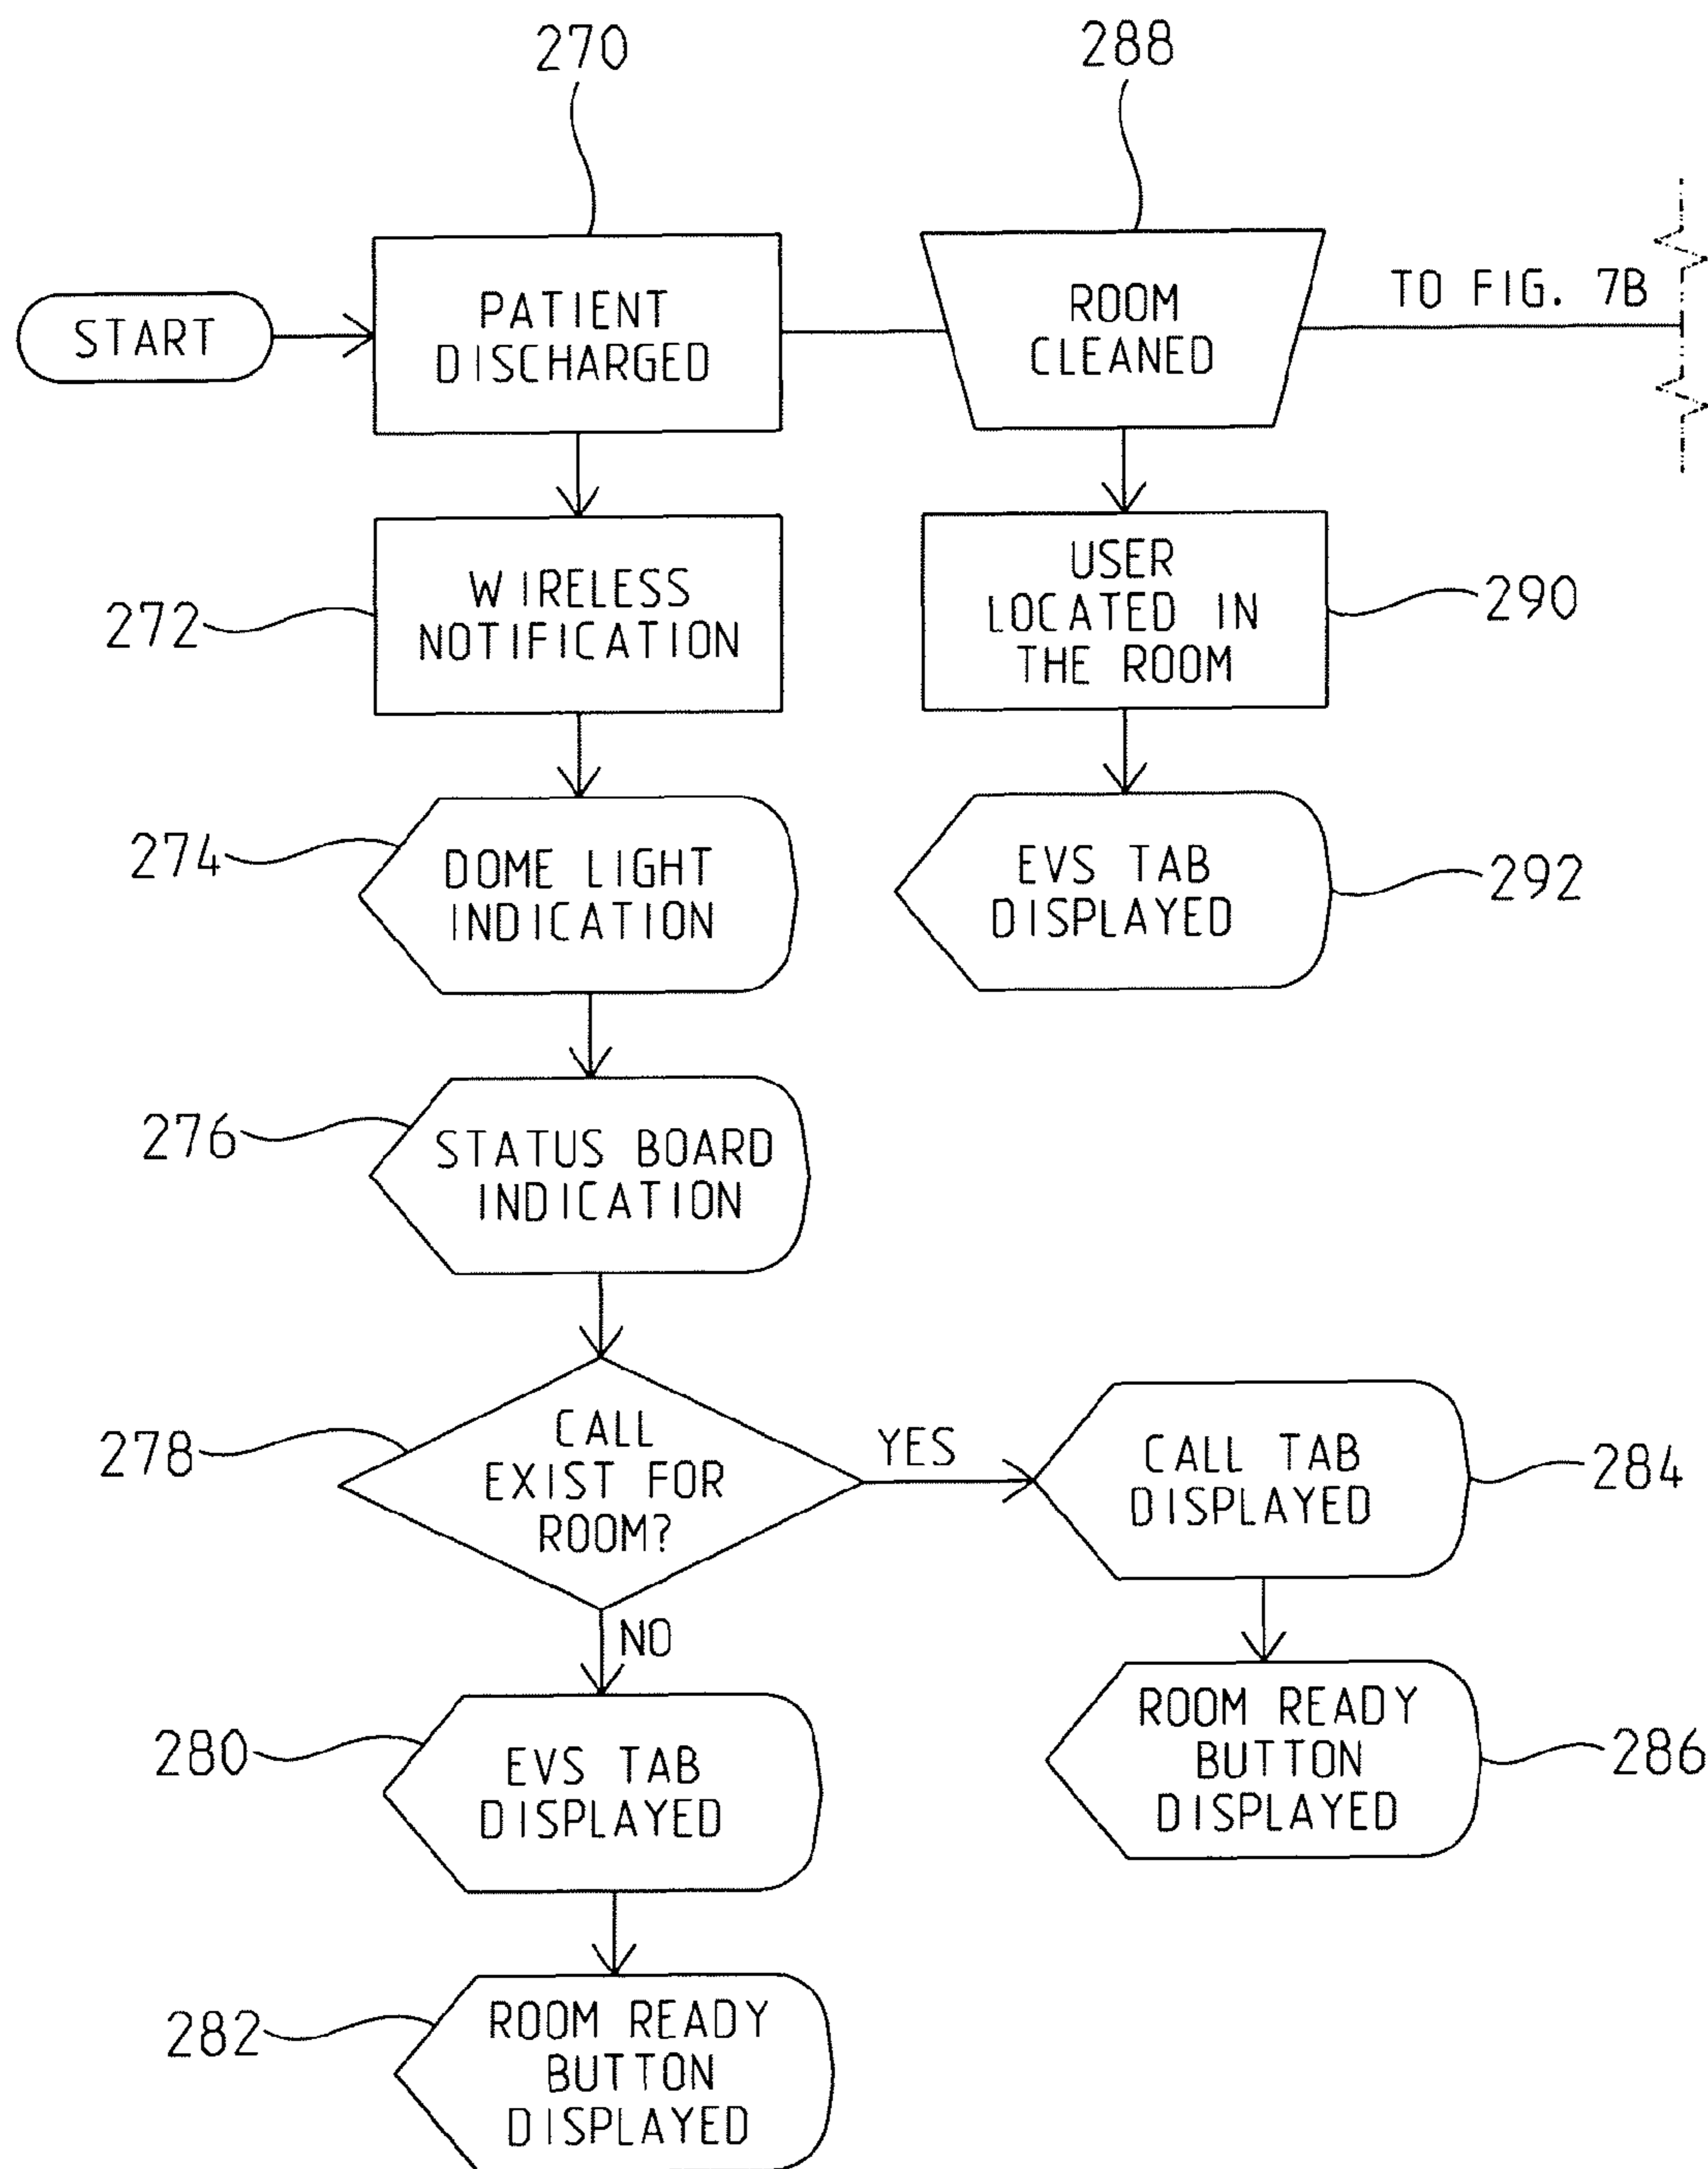 270
288
START
PATIENT
DISCHARGED
ROOM
CLEANED
TO FIG. 7B
272
WIRELESS
NOTIFICATION
USER
LOCATED IN
THE ROOM
290
274
DOME LIGHT
INDICATION
EVS TAB
DISPLAYED
292
276
STATUS BOARD
INDICATION
278
CALL
EXIST FOR
ROOM?
YES
CALL TAB
DISPLAYED
284
NO
280
EVS TAB
DISPLAYED
ROOM READY
BUTTON
DISPLAYED
286
282
ROOM READY
BUTTON
DISPLAYED